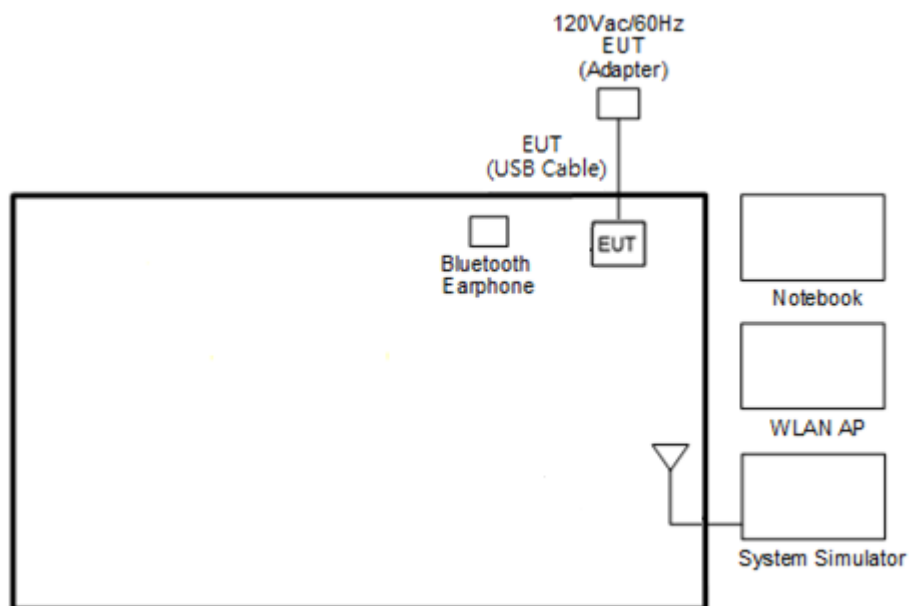 120Vac/60Hz
EUT
(Adapter)
EUT
(USB Cable)
EUT
Bluetooth
Earphone
Notebook
WLAN AP
System Simulator